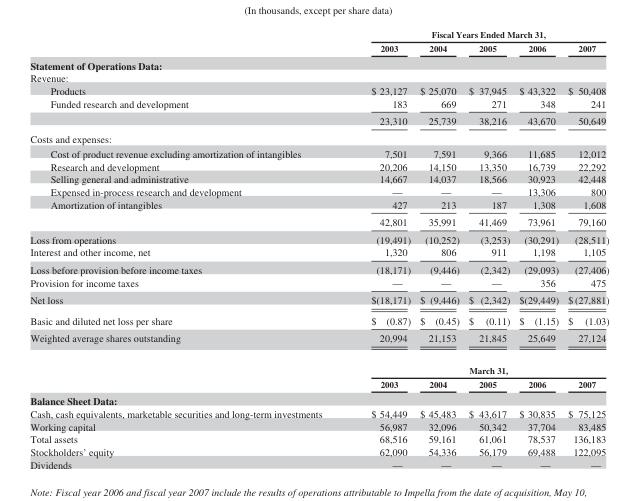 (In thousands, except per share data)
Fiscal Years Ended March 31,
2003 2004 2005 2006 2007
Statement of Operations Data:
Revenue:
Products $ 23,127 $ 25,070 $ 37,945 $ 43,322 $ 50,408
Funded research and development 183 669 271 348 241
23,310 25,739 38,216 43,670 50,649
Costs and expenses:
Cost of product revenue excluding amortization of intangibles 7,501 7,591 9,366 11,685 12,012
Research and development 20,206 14,150 13,350 16,739 22,292
Selling general and administrative 14,667 14,037 18,566 30,923 42,448
Expensed in-process research and development — — — 13,306 800
Amortization of intangibles 427 213 187 1,308 1,608
42,801 35,991 41,469 73,961 79,160
Loss from operations (19,491) (10,252) (3,253) (30,291) (28,511)
Interest and other income, net 1,320 806 911 1,198 1,105
Loss before provision before income taxes (18,171) (9,446) (2,342) (29,093) (27,406)
Provision for income taxes — — — 356 475
Net loss $(18,171) $ (9,446) $ (2,342) $(29,449) $(27,881)
Basic and diluted net loss per share $ (0.87) $ (0.45) $ (0.11) $ (1.15) $ (1.03)
Weighted average shares outstanding 20,994 21,153 21,845 25,649 27,124
March 31,
2003 2004 2005 2006 2007
Balance Sheet Data:
Cash, cash equivalents, marketable securities and long-term investments $ 54,449 $ 45,483 $ 43,617 $ 30,835 $ 75,125
Working capital 56,987 32,096 50,342 37,704 83,485
Total assets 68,516 59,161 61,061 78,537 136,183
Stockholders' equity 62,090 54,336 56,179 69,488 122,095
Dividends — — — — —
Note: Fiscal year 2006 and fiscal year 2007 include the results of operations attributable to Impella from the date of acquisition, May 10,